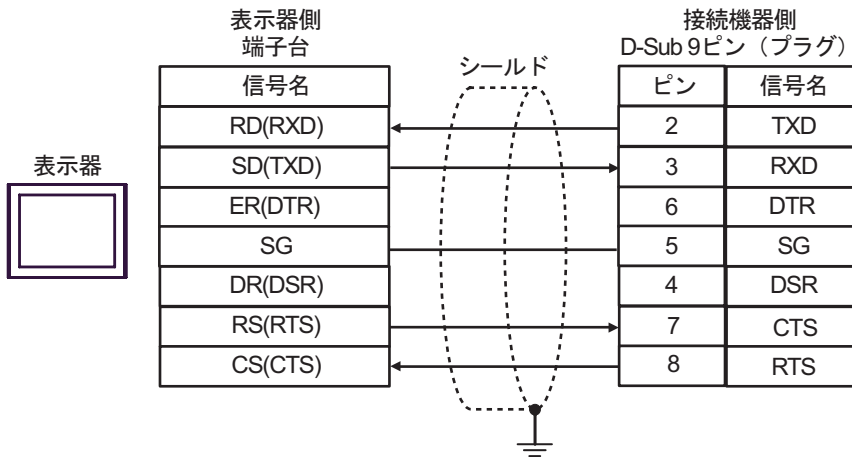 表示器側
端子台
接続機器側
D-Sub 9ピン（プラグ）
シールド
信号名
ピン
信号名
RD(RXD)
2
TXD
SD(TXD)
3
RXD
表示器
ER(DTR)
6
DTR
SG
5
SG
DR(DSR)
4
DSR
RS(RTS)
7
CTS
CS(CTS)
8
RTS